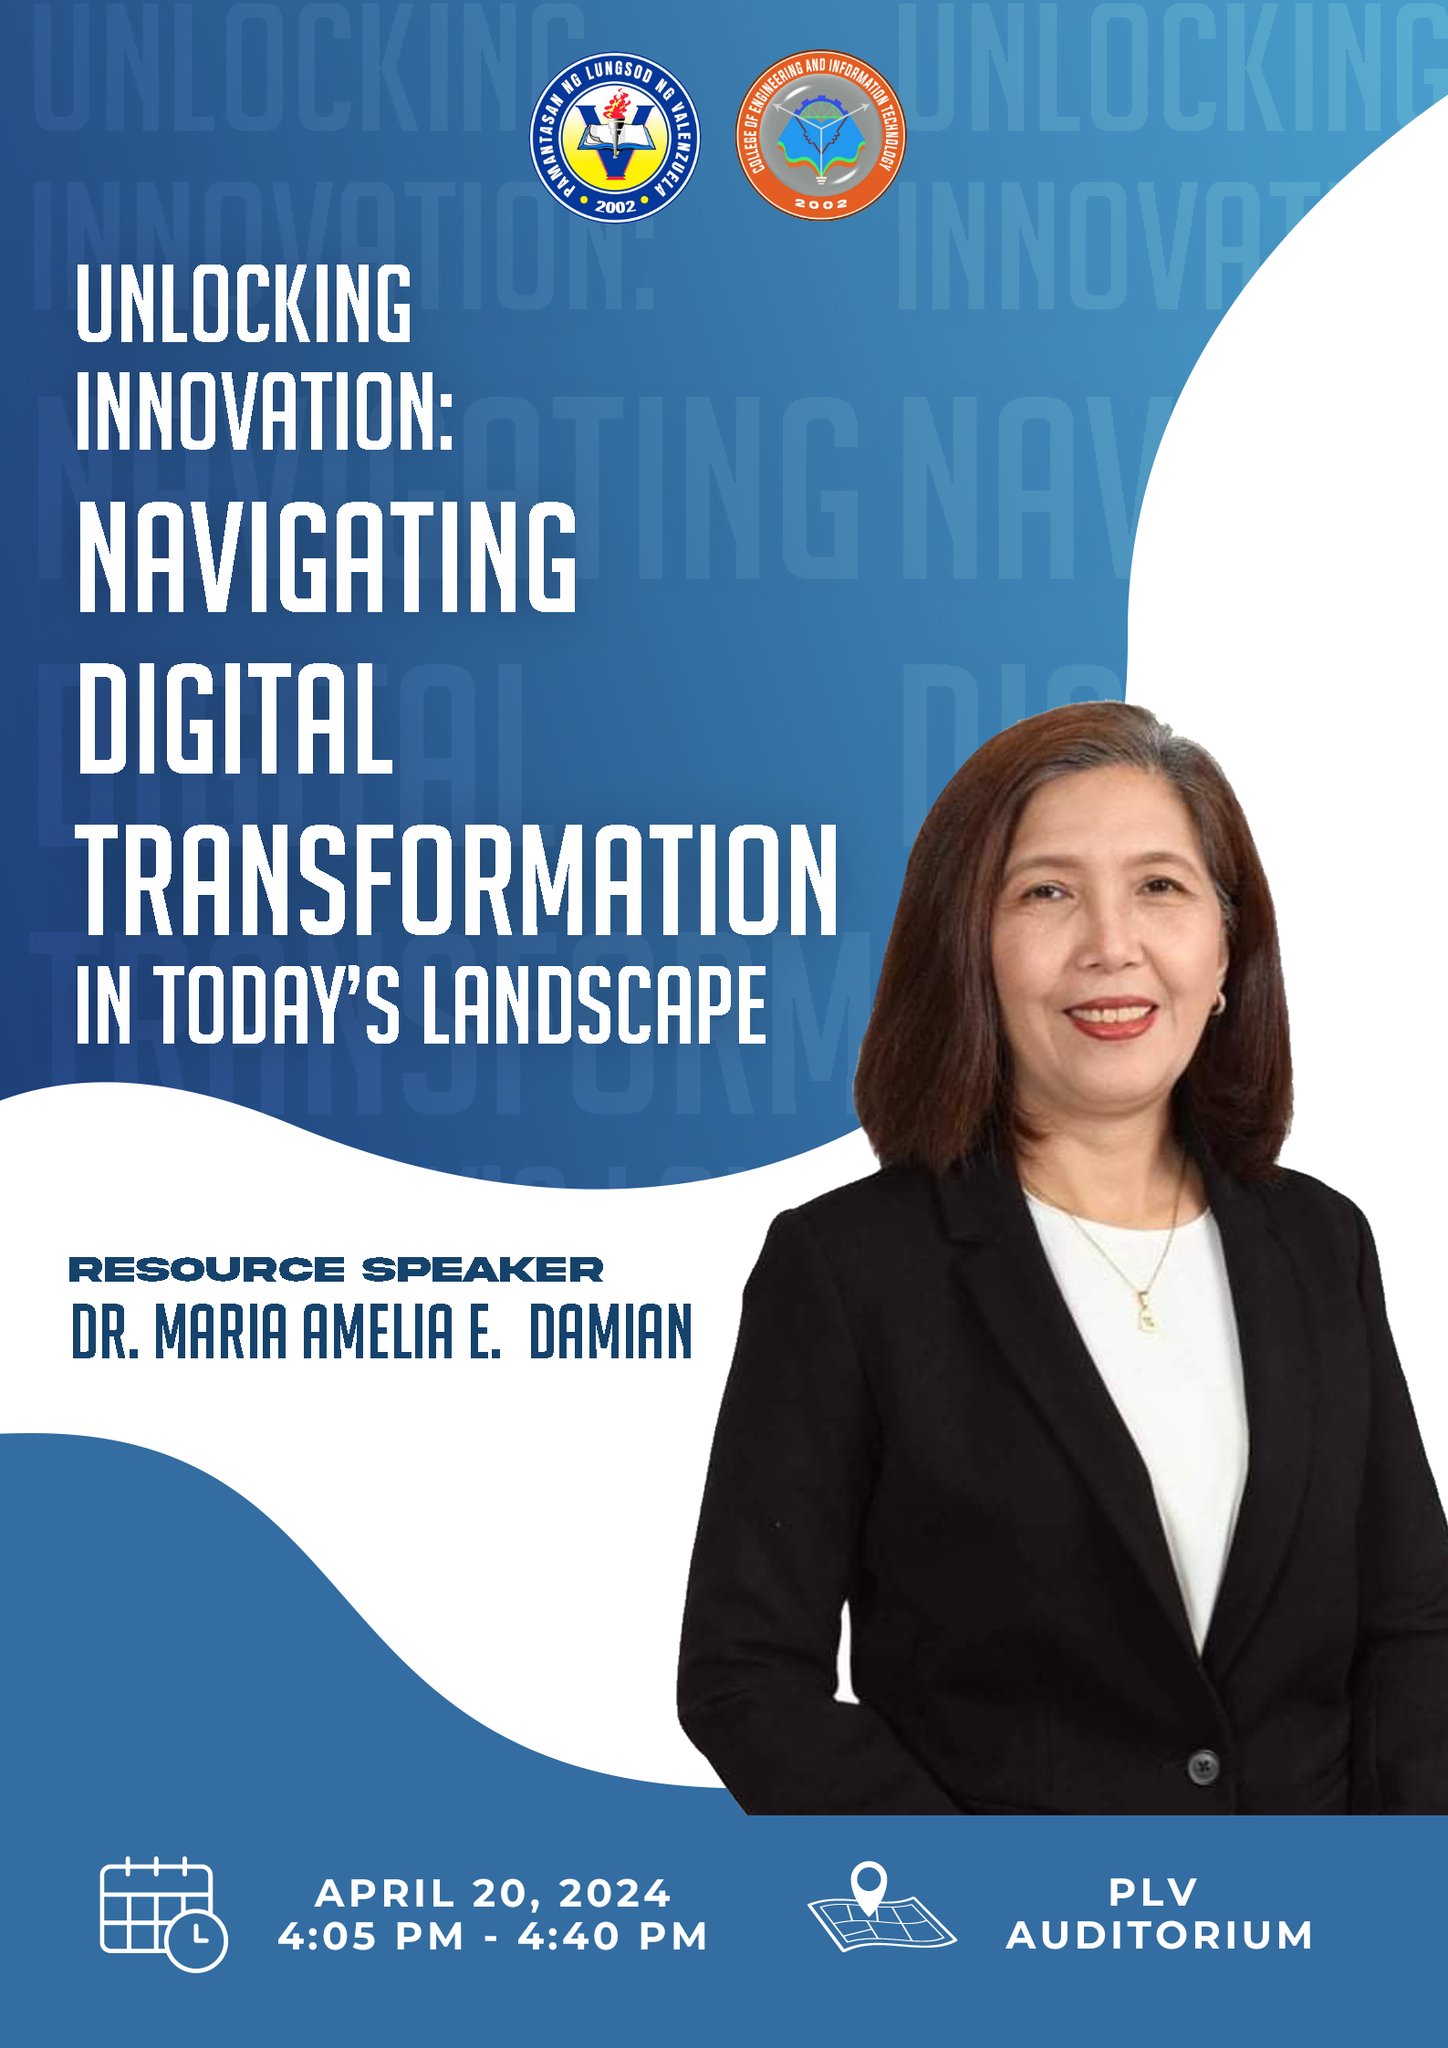 PAMANTASAN NG LUNGSOD NG VALENZUELA
2002
COLLEGE OF ENGINEERING AND INFORMATION TECHNOLOGY
2002
UNLOCKING
INNOVATION:
NAVIGATING
DIGITAL
TRANSFORMATION
IN TODAY'S LANDSCAPE
RESOURCE SPEAKER
DR. MARIA AMELIA E. DAMIAN
APRIL 20, 2024
4:05 PM - 4:40 PM
PLV
AUDITORIUM